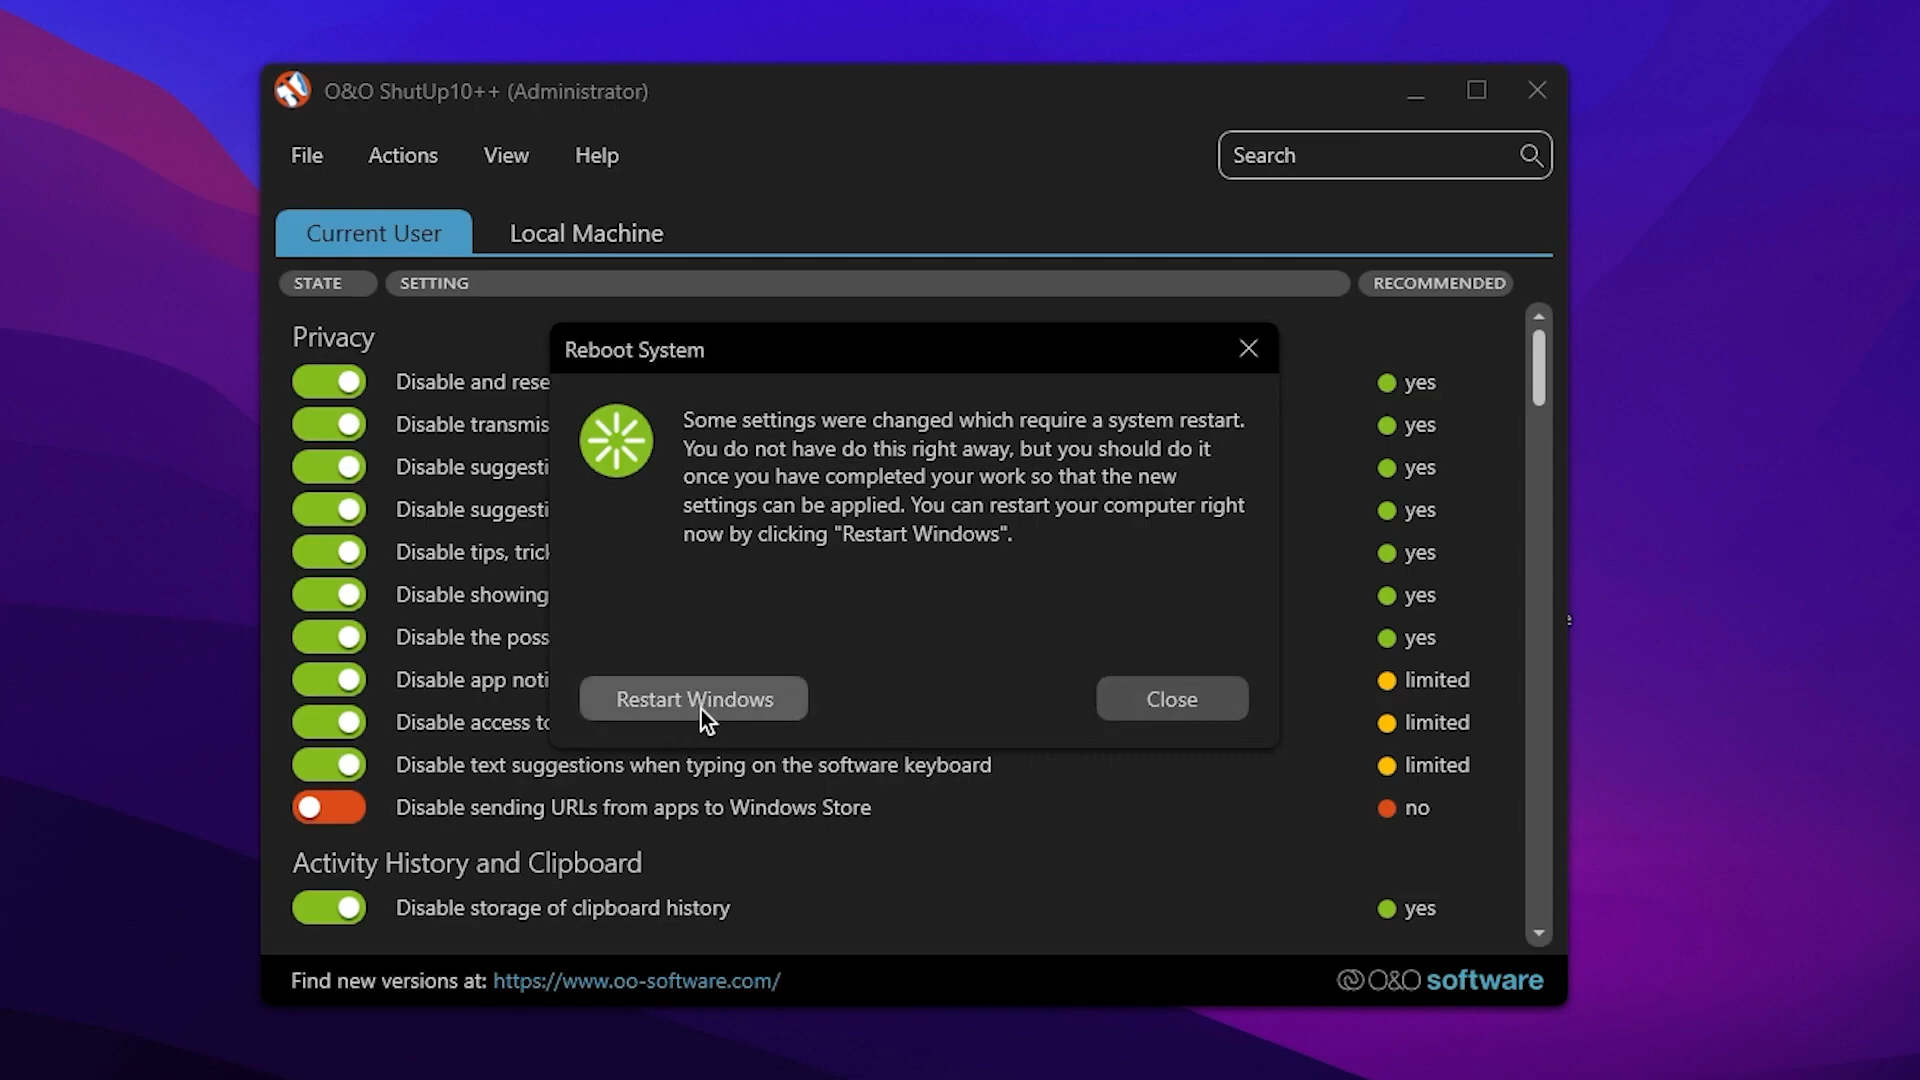 O&O ShutUp10++ (Administrator)
File Actions View Help Search
Current User Local Machine
STATE SETTING RECOMMENDED
Privacy
Reboot System
Disable and rese yes
Disable transmis yes
Disable suggesti yes
Disable suggesti yes
Disable tips, yes
Disable showing yes
Disable the poss yes
Disable app noti limited
Disable access to limited
Some settings were changed which require a system restart.
You do not have do this right away, but you should do it
once you have completed your work so that the new
settings can be applied. You can restart your computer right
now by clicking "Restart Windows".
Restart Windows Close
Disable text suggestions when typing on the software keyboard limited
Disable sending URLs from apps to Windows Store no
Activity History and Clipboard
Disable storage of clipboard history yes
Find new versions at: https://www.oo-software.com/ O&O software